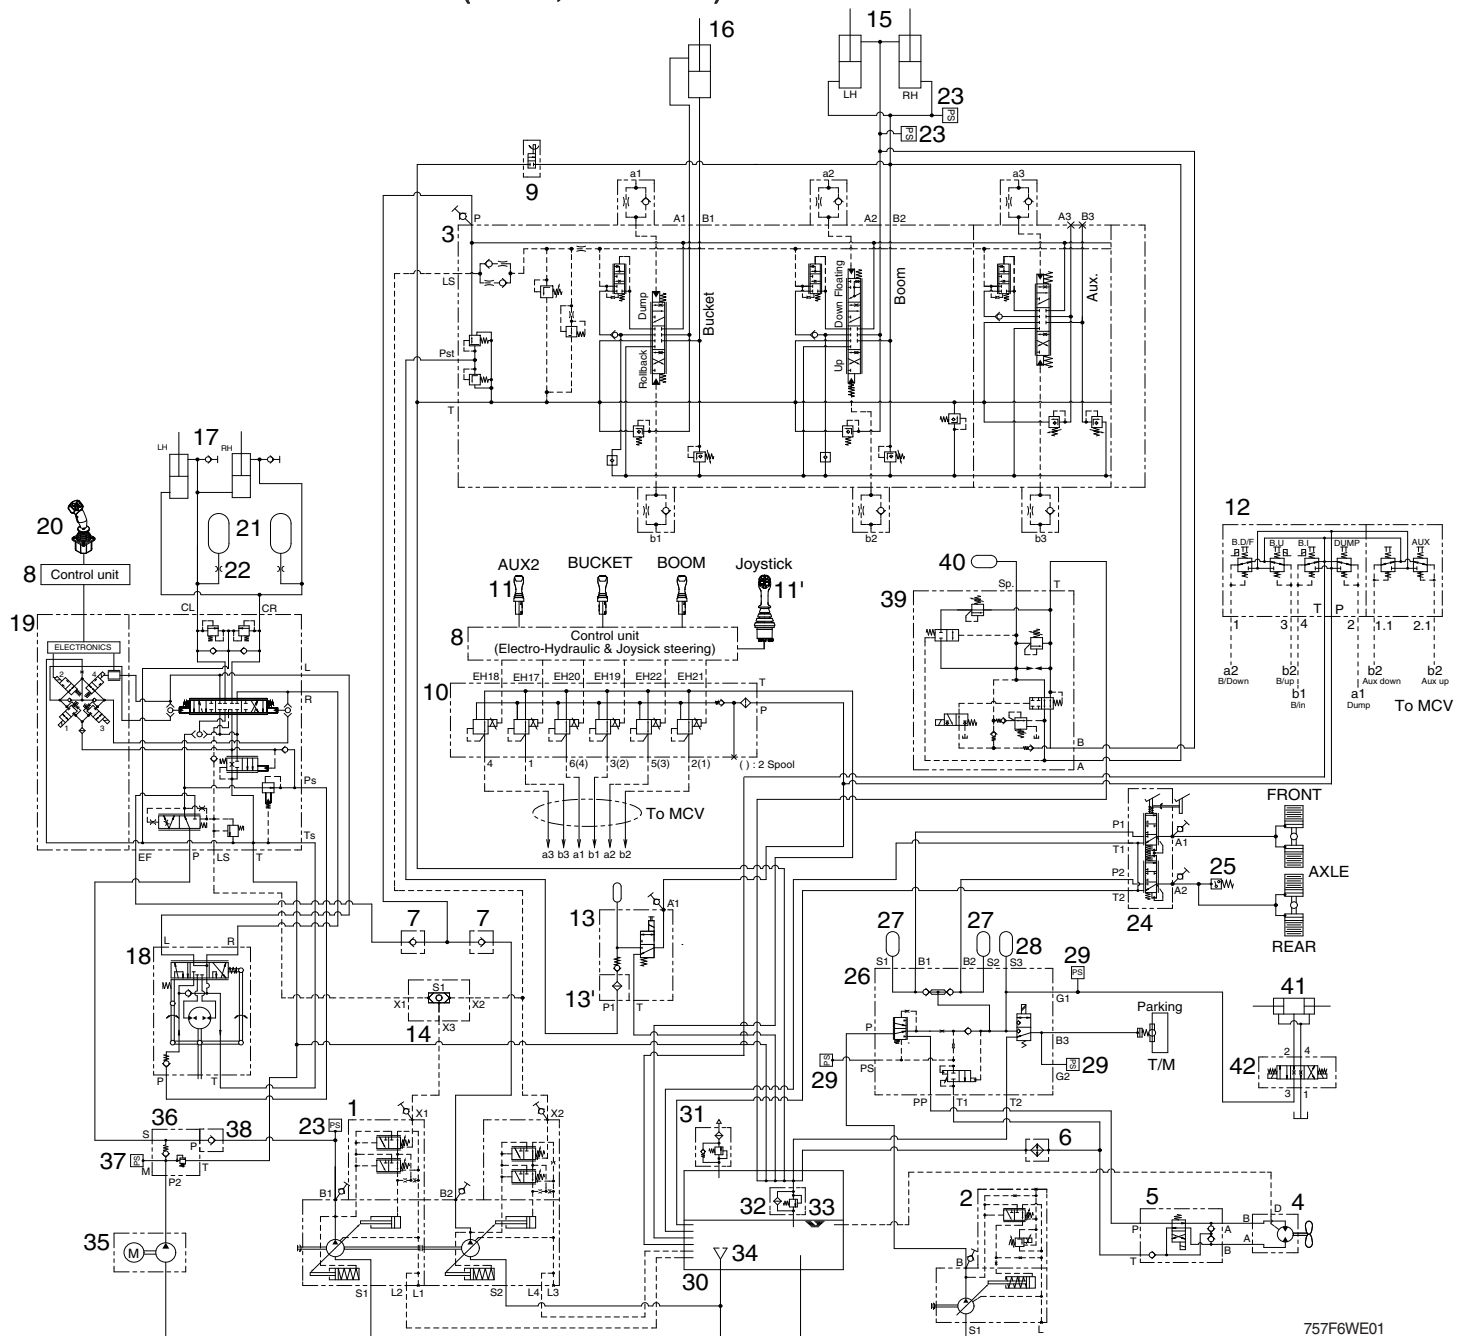 16
15
LH
RH
23
PS
23
PS
9
a1
a2
a3
P
A1
B1
A2
B2
A3
B3
3
LS
Dump
Rollback
Bucket
Down Floating
Up
Boom
Aux.
Pst
T
b1
b2
b3
LH
17
RH
20
21
8
Control unit
22
CL
CR
19
ELECTRONICS
2
4
1
3
L
R
Ps
Ts
EF
P
LS
T
AUX2
BUCKET
BOOM
Joystick
11
11'
8
Control unit
(Electro-Hydraulic & Joysick steering)
10
EH18
EH17
EH20
EH19
EH22
EH21
T
P
4
1
6(4)
3(2)
5(3)
2(1)
( ) : 2 Spool
To MCV
a3
b3
a1
b1
a2
b2
40
39
Sp.
T
B
A
12
B.D/F
B.U
B.I
DUMP
AUX
T
P
1
3
4
2
1.1
2.1
a2
B/Down
b2
B/up
b1
B/in
a1
Dump
b2
Aux down
b2
Aux up
To MCV
FRONT
P1
T1
A1
P2
T2
A2
25
AXLE
24
REAR
7
7
13
A1
13'
P1
T
18
L
R
P
T
S1
X1
X2
X3
14
27
27
28
S1
B1
B2
S2
S3
29
PS
26
G1
P
B3
PS
29
PS
G2
PS
29
PP
T1
T2
Parking
T/M
41
2
4
42
3
1
36
38
S
P
37
PS
M
T
P2
35
M
1
23
PS
X1
X2
B1
B2
S1
L2
L1
S2
L4
L3
31
32
33
34
30
6
2
B
S1
L
5
P
T
A
B
4
D
B
A
757F6WE01